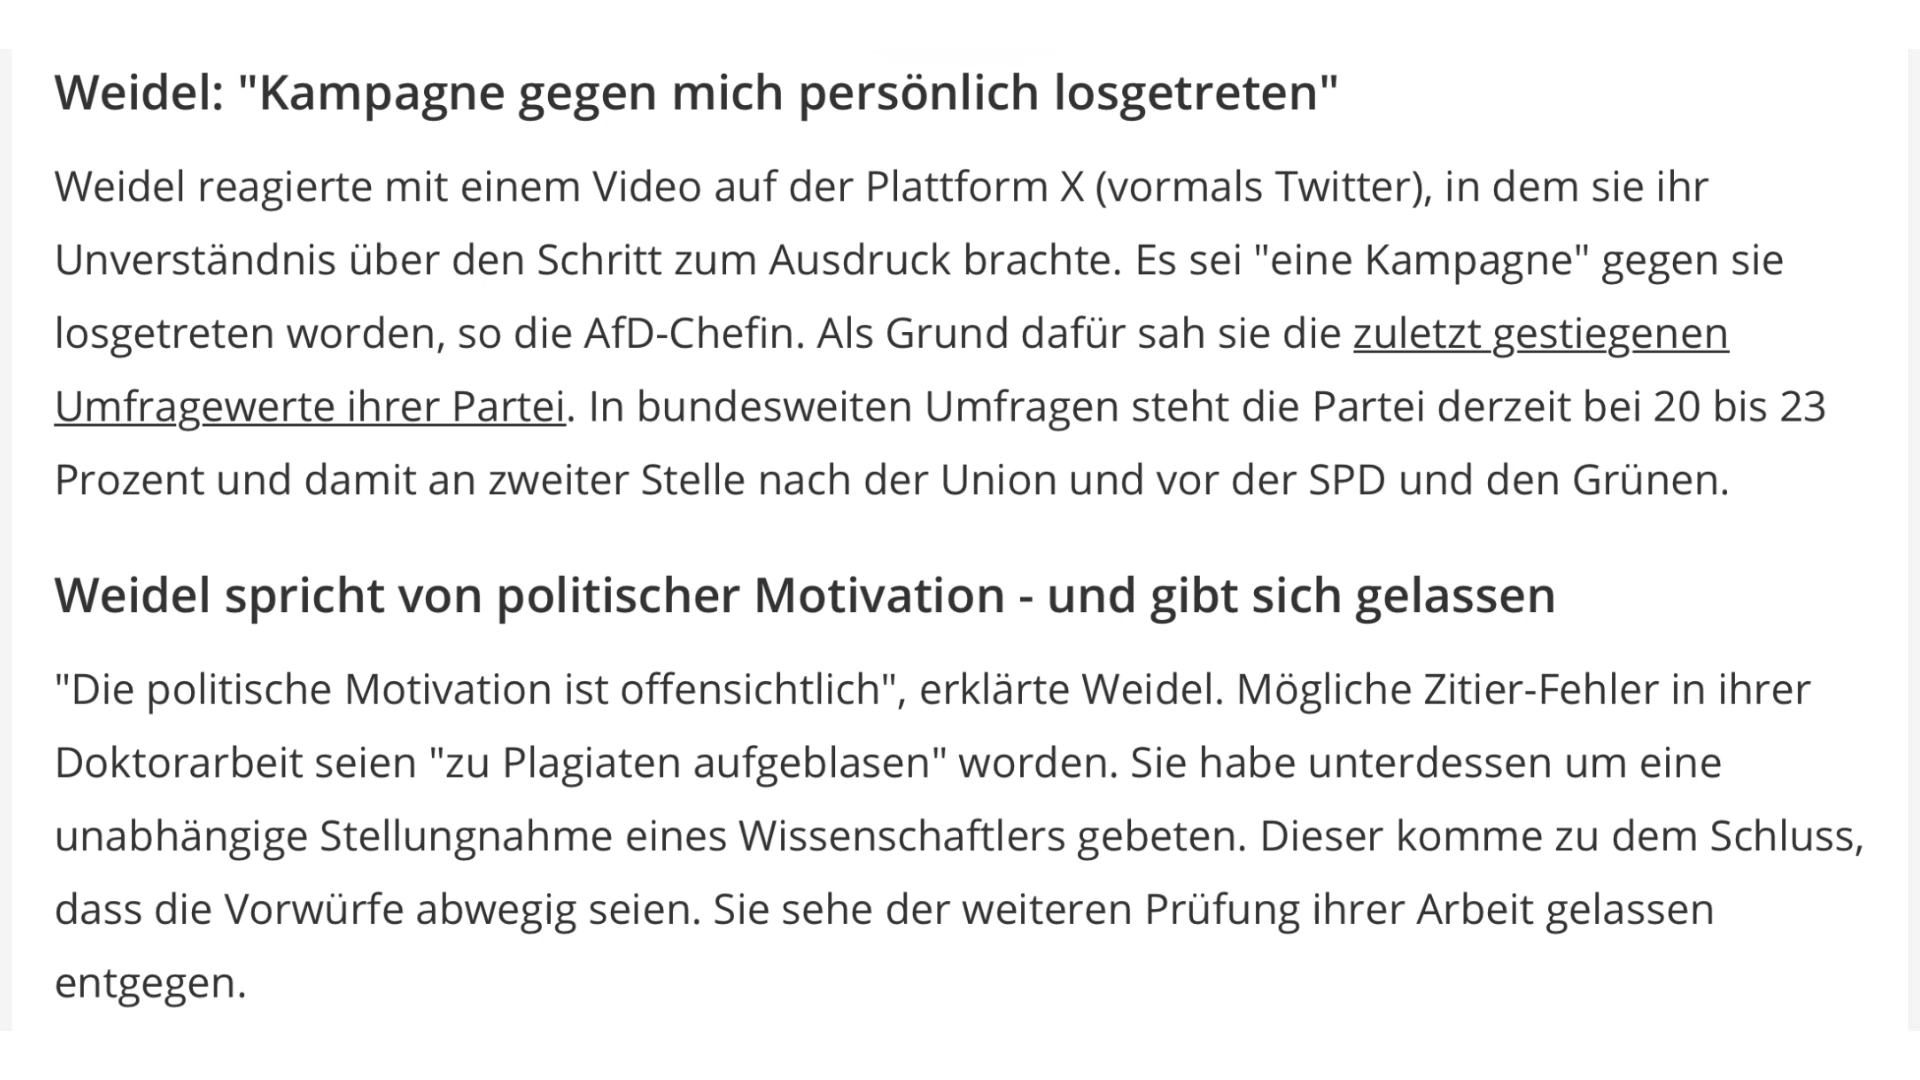 Weidel: "Kampagne gegen mich persönlich losgetreten"
Weidel reagierte mit einem Video auf der Plattform X (vormals Twitter), in dem sie ihr
Unverständnis über den Schritt zum Ausdruck brachte. Es sei "eine Kampagne" gegen sie
losgetreten worden, so die AfD-Chefin. Als Grund dafür sah sie die zuletzt gestiegenen
Umfragewerte ihrer Partei. In bundesweiten Umfragen steht die Partei derzeit bei 20 bis 23
Prozent und damit an zweiter Stelle nach der Union und vor der SPD und den Grünen.
Weidel spricht von politischer Motivation - und gibt sich gelassen
"Die politische Motivation ist offensichtlich", erklärte Weidel. Mögliche Zitier-Fehler in ihrer
Doktorarbeit seien "zu Plagiaten aufgeblasen" worden. Sie habe unterdessen um eine
unabhängige Stellungnahme eines Wissenschaftlers gebeten. Dieser komme zu dem Schluss,
dass die Vorwürfe abwegig seien. Sie sehe der weiteren Prüfung ihrer Arbeit gelassen
entgegen.